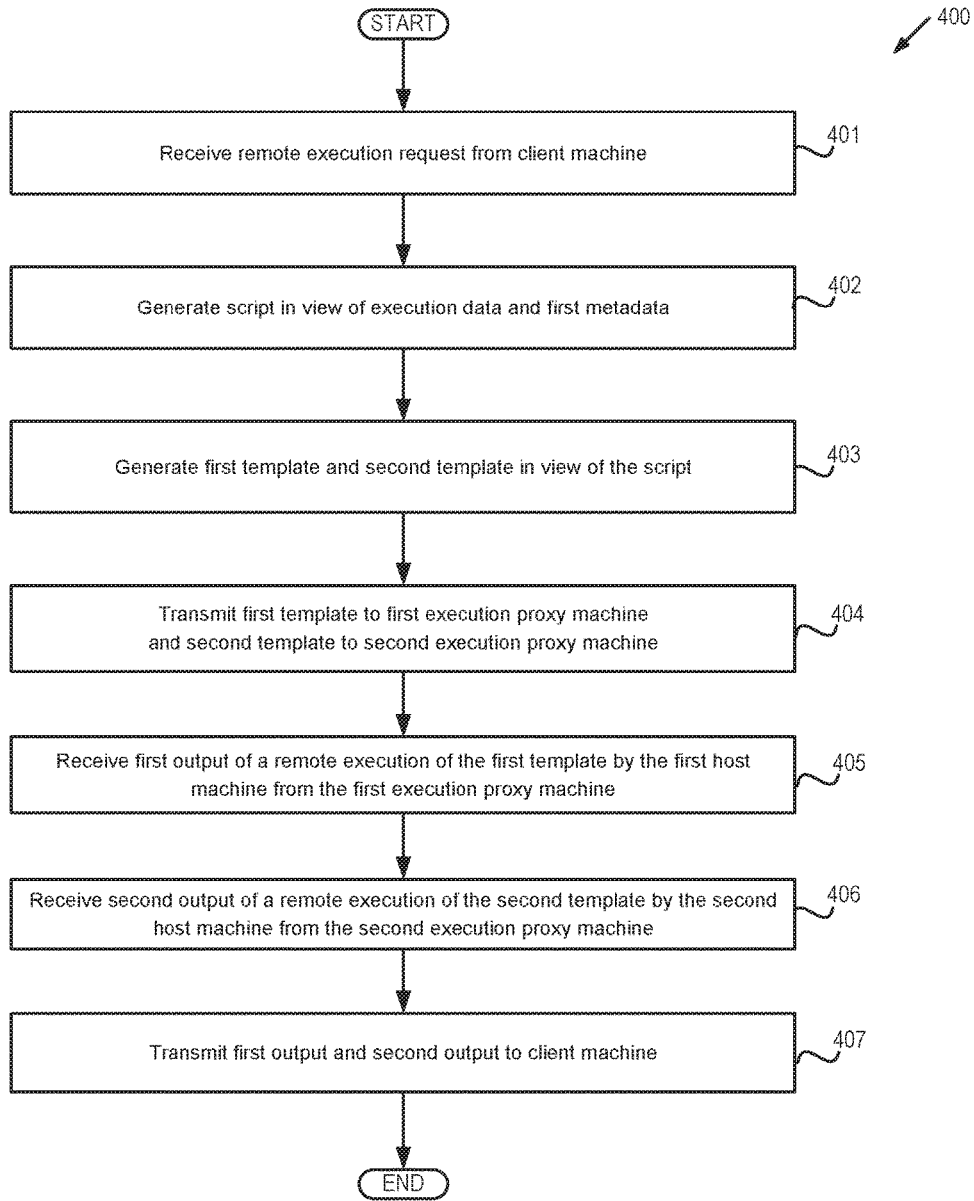 START
400
Receive remote execution request from client machine
401
Generate script in view of execution data and first metadata
402
Generate first template and second template in view of the script
403
Transmit first template to first execution proxy machine
and second template to second execution proxy machine
404
Receive first output of a remote execution of the first template by the first host
machine from the first execution proxy machine
405
Receive second output of a remote execution of the second template by the second
host machine from the second execution proxy machine
406
Transmit first output and second output to client machine
407
END